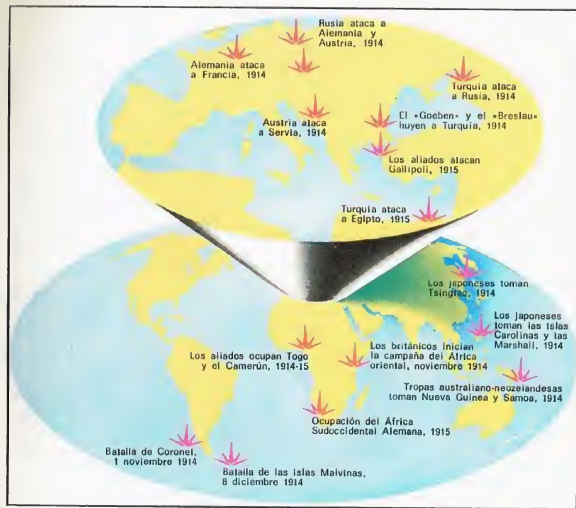 Rusia ataca a
Alemania y
Austria, 1914
Alemania ataca
a Francia, 1914
Turquía ataca
a Rusia, 1914
Austria ataca
a Servia, 1914
El «Goeben» y el «Breslau»
huyen a Turquía, 1914
Los aliados atacan
Gallípoli, 1915
Turquía ataca
a Egipto, 1915
Los japoneses toman
Tsingtao, 1914
Los japoneses
toman las islas
Carolinas y las
Marshall, 1914
Los aliados ocupan Togo
y el Camerún, 1914-15
Los británicos inician
la campaña del África
oriental, noviembre 1914
Tropas australiano-neozelandesas
toman Nueva Guinea y Samoa, 1914
Ocupación del África
Sudoccidental Alemana, 1915
Batalla de Coronel,
1 noviembre 1914
Batalla de las islas Malvinas,
8 diciembre 1914